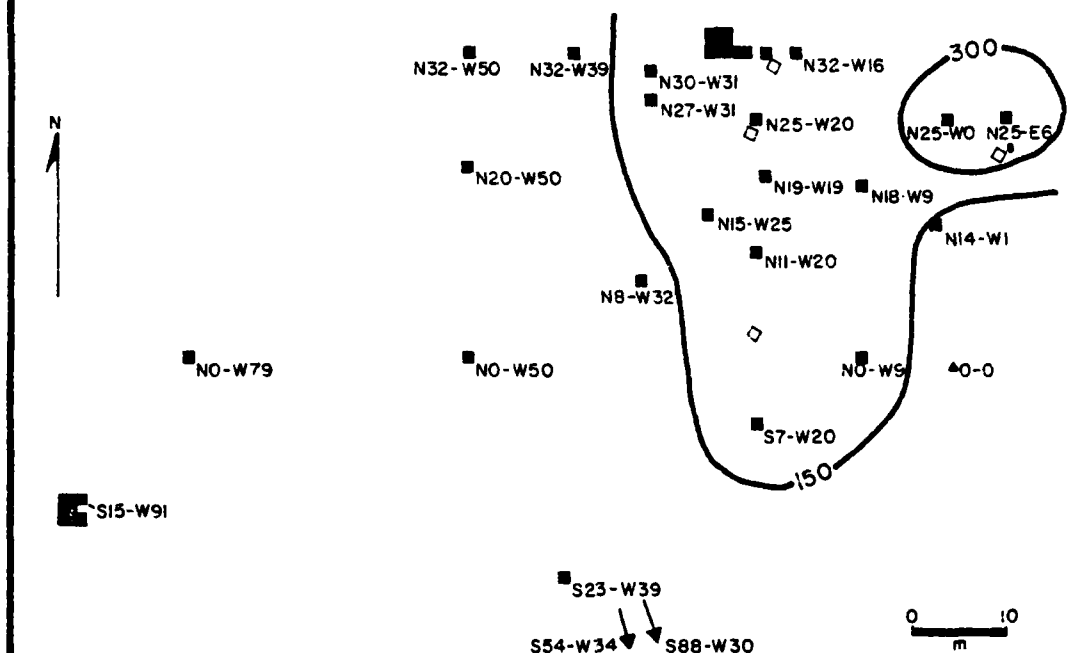 300
N32-W50
N32-W39
N32-W16
N30-W31
N27-W31
N25-W20
N25-W0
N25-E6
N
N20-W50
N19-W19
N18-W9
N15-W25
N14-W1
N11-W20
N8-W32
N0-W79
N0-W50
N0-W9
0-0
S7-W20
150
S15-W91
S23-W39
0 10
m
S54-W34
S88-W30